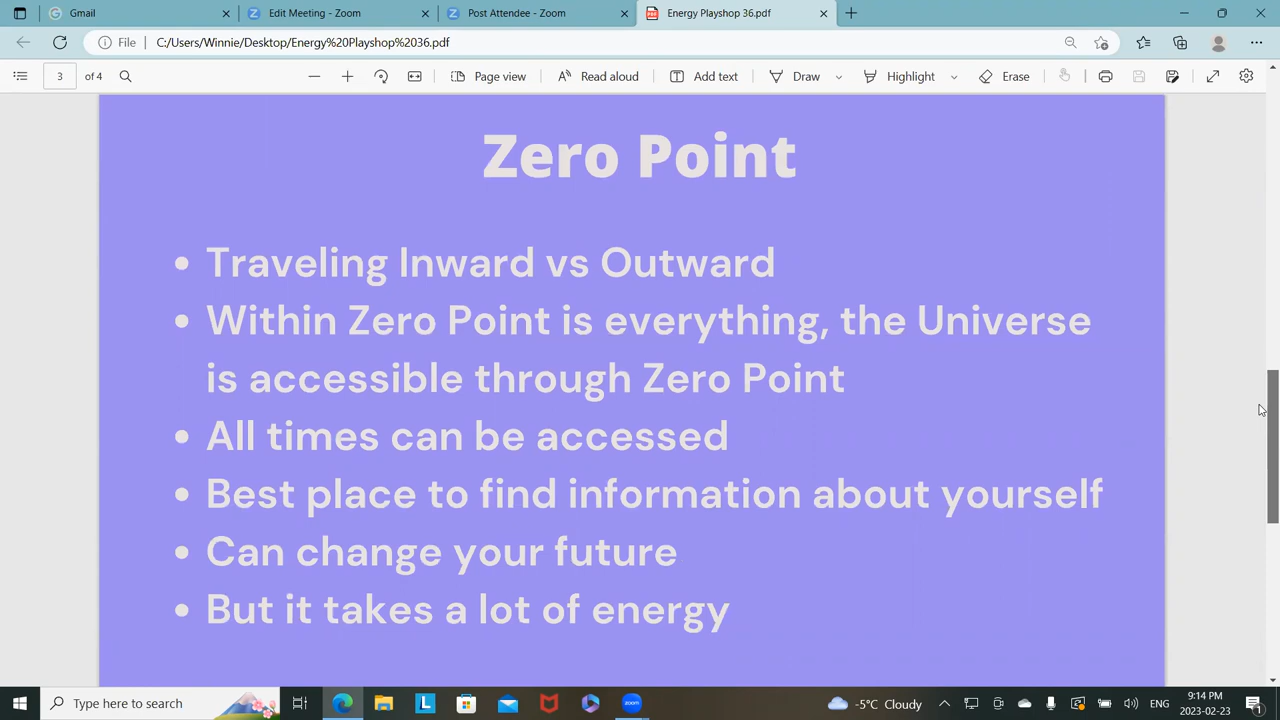 Gmail
Edit Meeting - Zoom
Post Attendee - Zoom
Energy Playshop 36.pdf
File
C:/Users/Winnie/Desktop/Energy%20Playshop%2036.pdf
3 of 4
Page view
Read aloud
Add text
Draw
Highlight
Erase
Zero Point
• Traveling Inward vs Outward
• Within Zero Point is everything, the Universe
is accessible through Zero Point
• All times can be accessed
• Best place to find information about yourself
• Can change your future
• But it takes a lot of energy
Type here to search
L
zoom
-5°C Cloudy
ENG
9:14 PM
2023-02-23
1